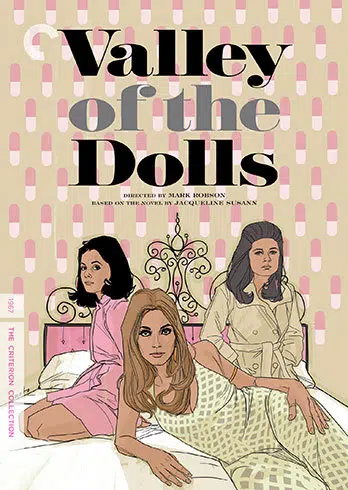 Valley
of the
Dolls
DIRECTED BY MARK ROBSON
BASED ON THE NOVEL BY JACQUELINE SUSANN
1967
THE CRITERION COLLECTION